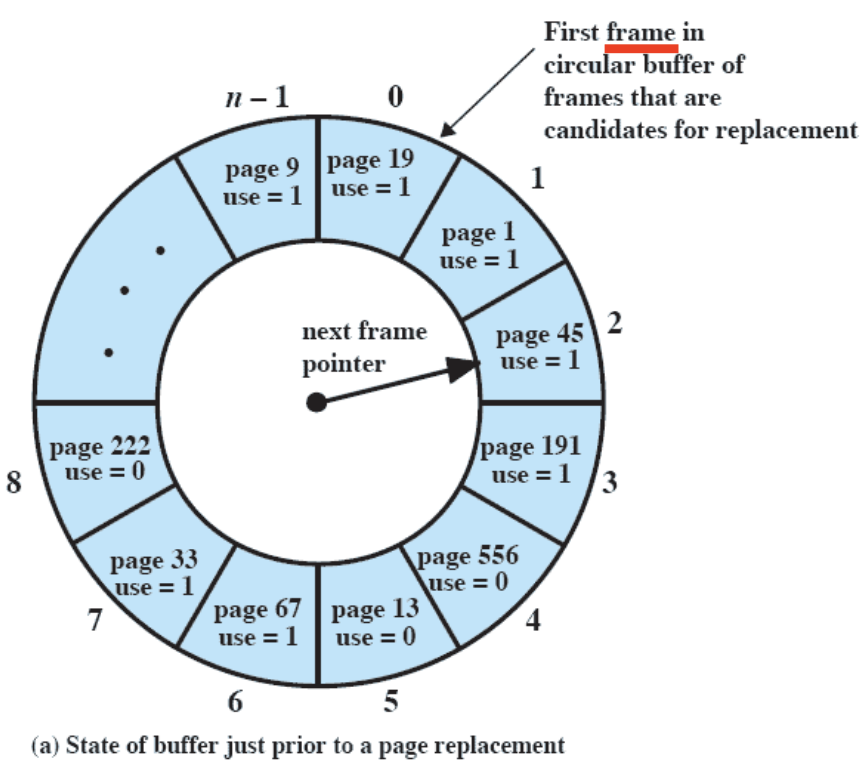 First frame in
circular buffer of
frames that are
candidates for replacement
n – 1
0
page 9
use = 1
page 19
use = 1
1
page 1
use = 1
2
page 45
use = 1
next frame
pointer
page 191
use = 1
3
page 222
use = 0
8
page 556
use = 0
4
page 33
use = 1
7
page 67
use = 1
page 13
use = 0
6
5
(a) State of buffer just prior to a page replacement